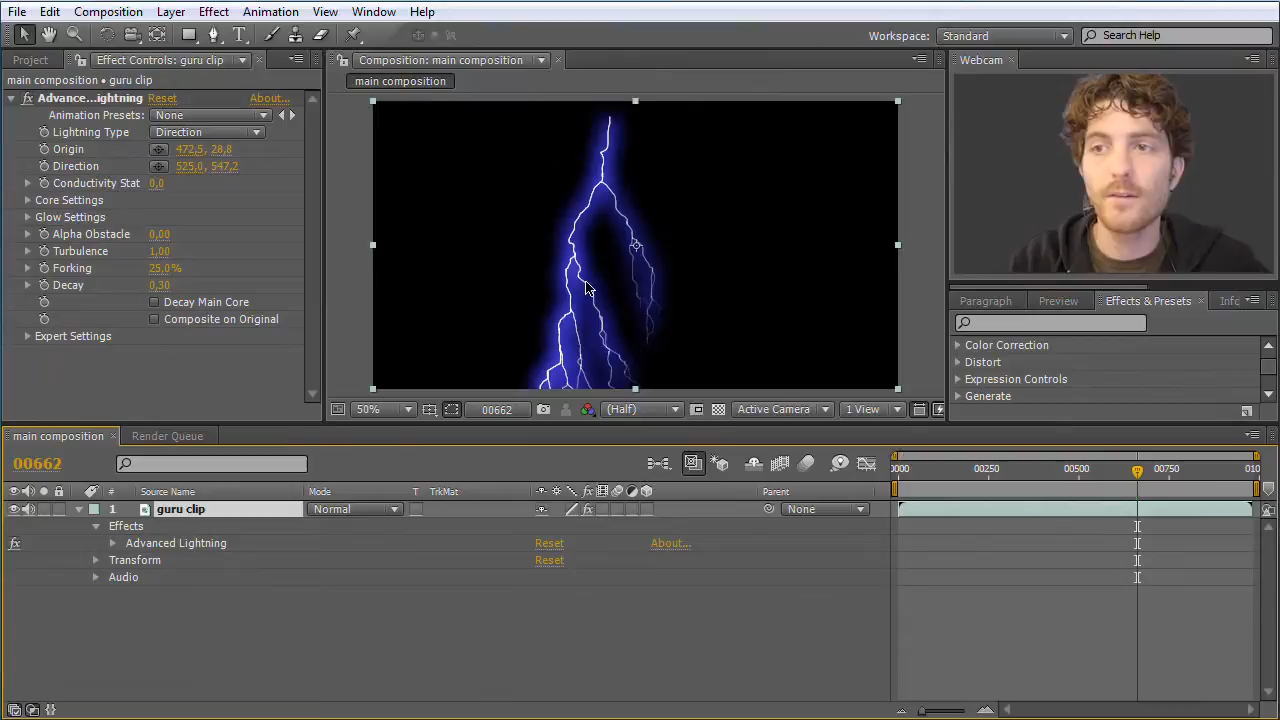 File Edit Composition Layer Effect Animation View Window Help
Workspace: Standard Search Help
Project Effect Controls: guru clip Composition: main composition Webcam
main composition • guru clip main composition
Advance...ightning Reset About...
Animation Presets: None
Lightning Type Direction
Origin 472,5, 28,8
Direction 525,0, 547,2
Conductivity Stat 0,0
Core Settings
Glow Settings
Alpha Obstacle 0,00
Turbulence 1,00
Forking 25,0%
Decay 0,30
Decay Main Core
Composite on Original
Expert Settings
50% 00662 (Half) Active Camera 1 View
Paragraph Preview Effects & Presets Info
Color Correction
Distort
Expression Controls
Generate
main composition Render Queue
00662
0000 00250 00500 00750 010
# Source Name Mode T TrkMat fx Parent
1 guru clip Normal None
Effects
fx Advanced Lightning Reset About...
Transform Reset
Audio